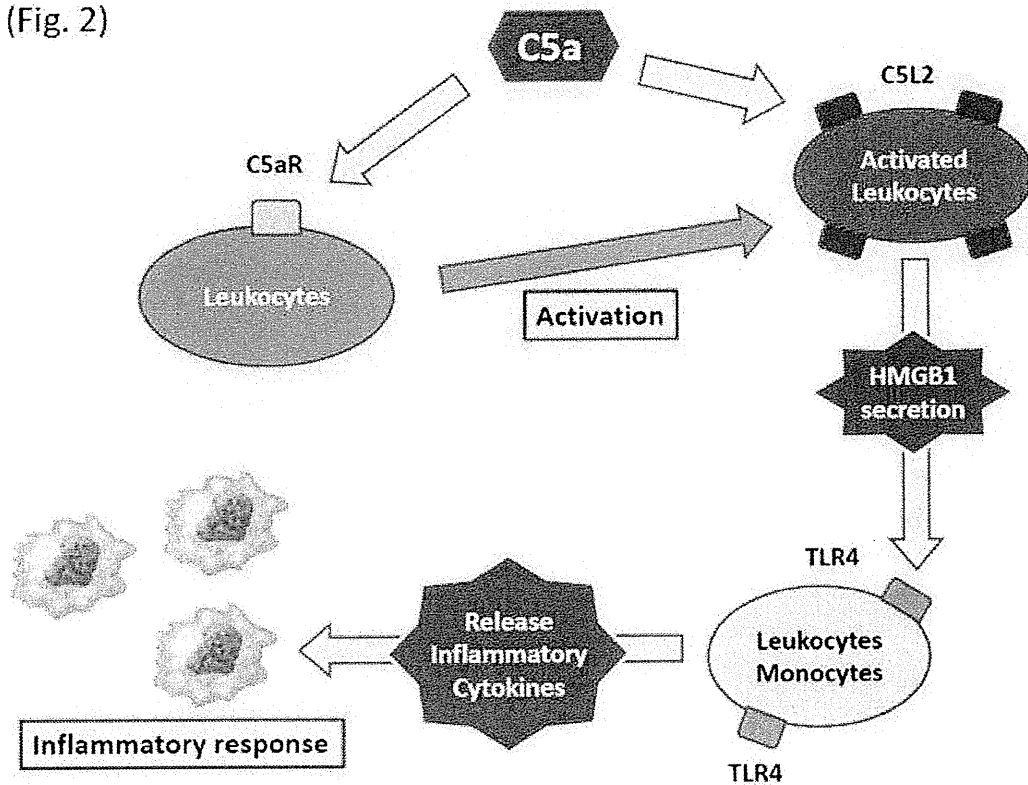 (Fig. 2)
C5a
C5L2
C5aR
Activated
Leukocytes
Leukocytes
Activation
HMGB1
secretion
TLR4
Release
Inflammatory
Cytokines
Leukocytes
Monocytes
Inflammatory response
TLR4